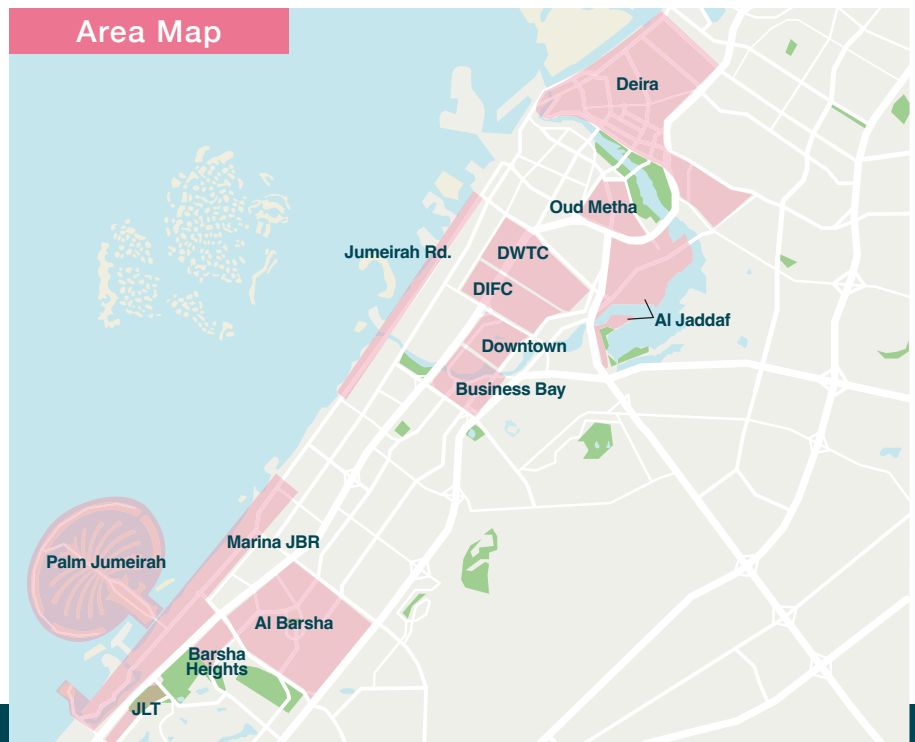 Area Map
Deira
Oud Metha
Jumeirah Rd.
DWTC
DIFC
Al Jaddaf
Downtown
Business Bay
Marina JBR
Palm Jumeirah
Al Barsha
Barsha
Heights
JLT